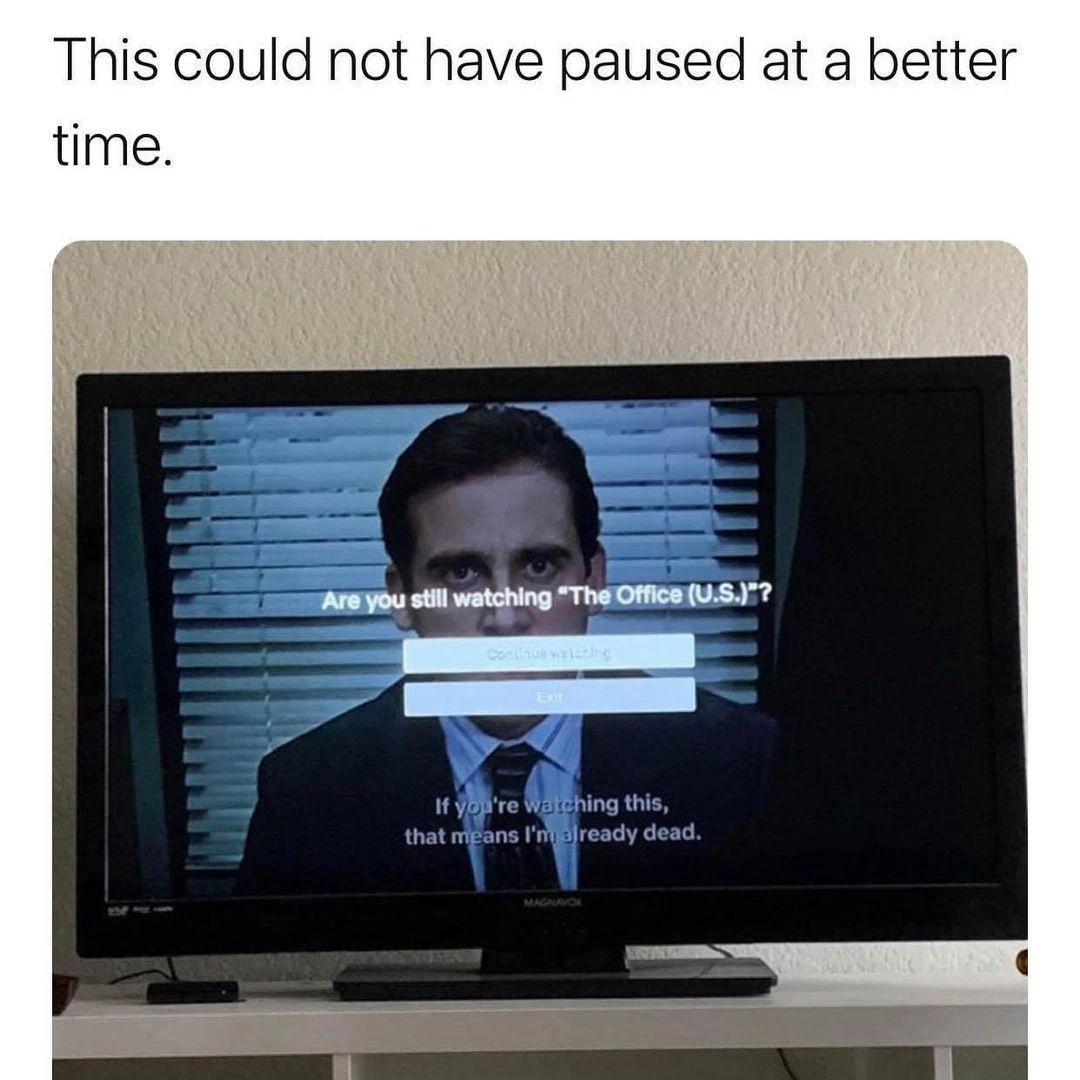 This could not have paused at a better
time.
Are you still watching "The Office (U.S.)"?
Continue watching
Exit
If you're watching this,
that means I'm already dead.
MAGNAVOX